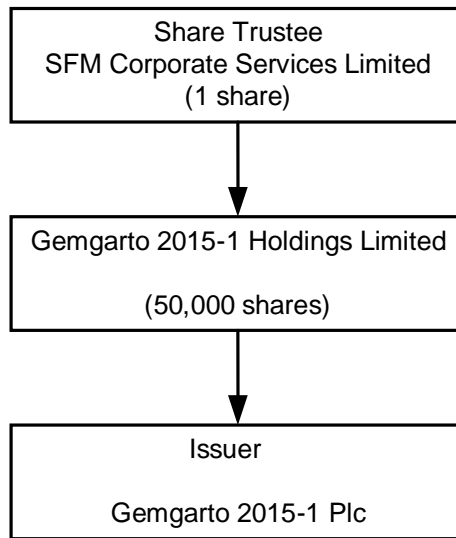 Share Trustee
SFM Corporate Services Limited
(1 share)
Gemgarto 2015-1 Holdings Limited
(50,000 shares)
Issuer
Gemgarto 2015-1 Plc